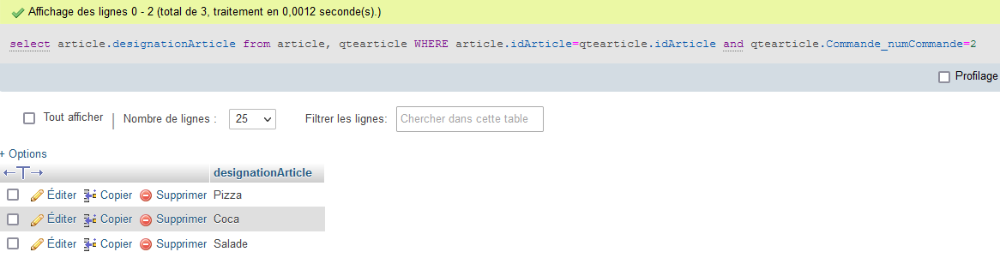 Affichage des lignes 0 - 2 (total de 3, traitement en 0,0012 seconde(s).)
select article.designationArticle from article, qtearticle WHERE article.idArticle=qtearticle.idArticle and qtearticle.Commande_numCommande=2
Profilage
Tout afficher | Nombre de lignes : 25 Filtrer les lignes: Chercher dans cette table
+ Options
←T→ designationArticle
Éditer Copier Supprimer Pizza
Éditer Copier Supprimer Coca
Éditer Copier Supprimer Salade